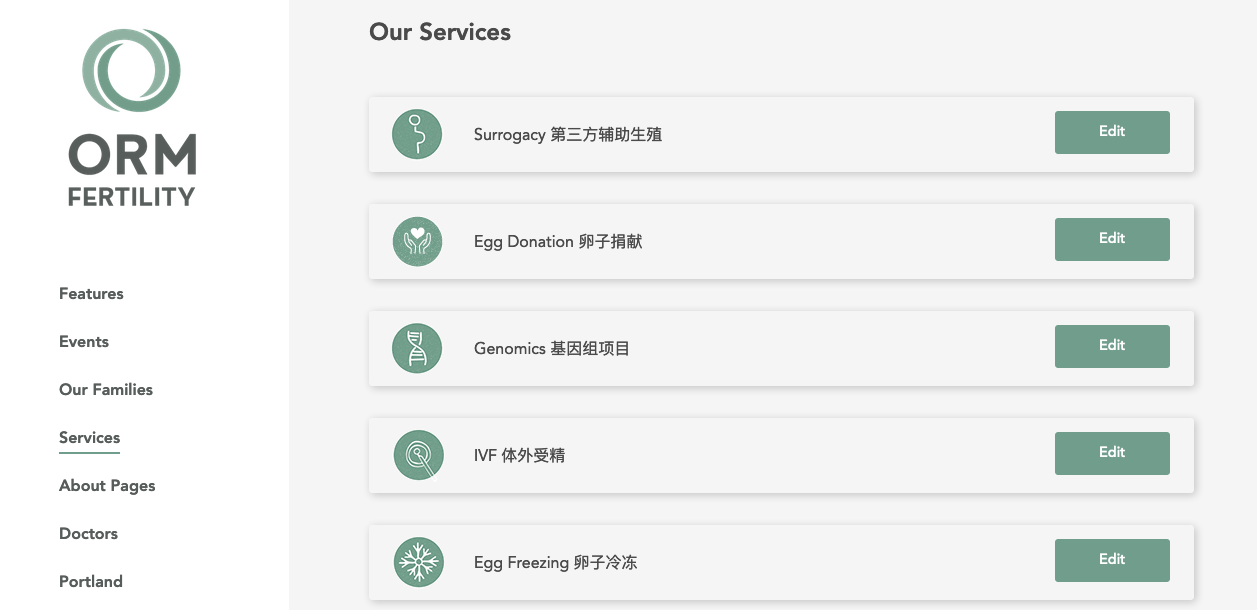 ORM
FERTILITY
Features
Events
Our Families
Services
About Pages
Doctors
Portland
Our Services
Surrogacy 第三方辅助生殖
Edit
Egg Donation 卵子捐献
Edit
Genomics 基因组项目
Edit
IVF 体外受精
Edit
Egg Freezing 卵子冷冻
Edit